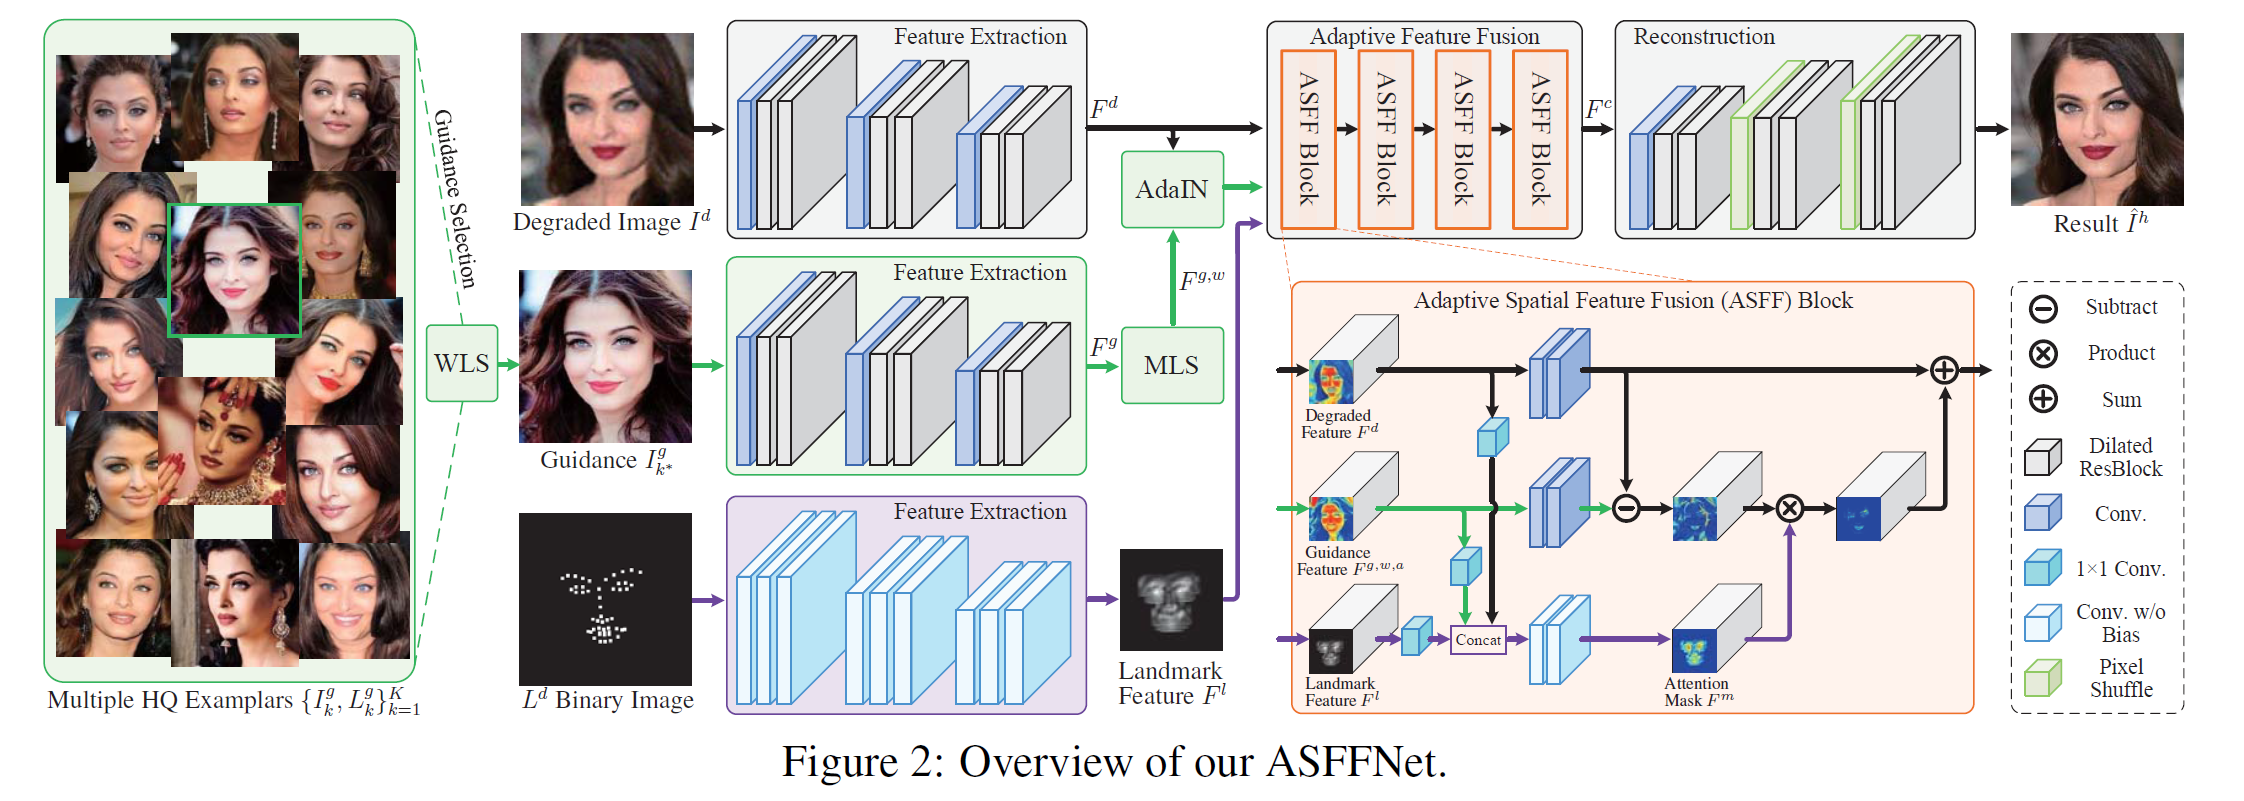 Guidance Selection
Multiple HQ Examplars {I_k^g, L_k^g}_{k=1}^K
WLS
Degraded Image I^d
Guidance I_{k*}^g
L^d Binary Image
Feature Extraction
F^d
Feature Extraction
F^g
Feature Extraction
AdaIN
F^{g,w}
MLS
Landmark
Feature F^l
Adaptive Feature Fusion
ASFF Block
ASFF Block
ASFF Block
ASFF Block
F^c
Reconstruction
Result Î^h
Adaptive Spatial Feature Fusion (ASFF) Block
Degraded
Feature F^d
Guidance
Feature F^{g,w,a}
Landmark
Feature F^l
Concat
Attention
Mask F^m
Subtract
Product
Sum
Dilated
ResBlock
Conv.
1×1 Conv.
Conv. w/o
Bias
Pixel
Shuffle
Figure 2: Overview of our ASFFNet.